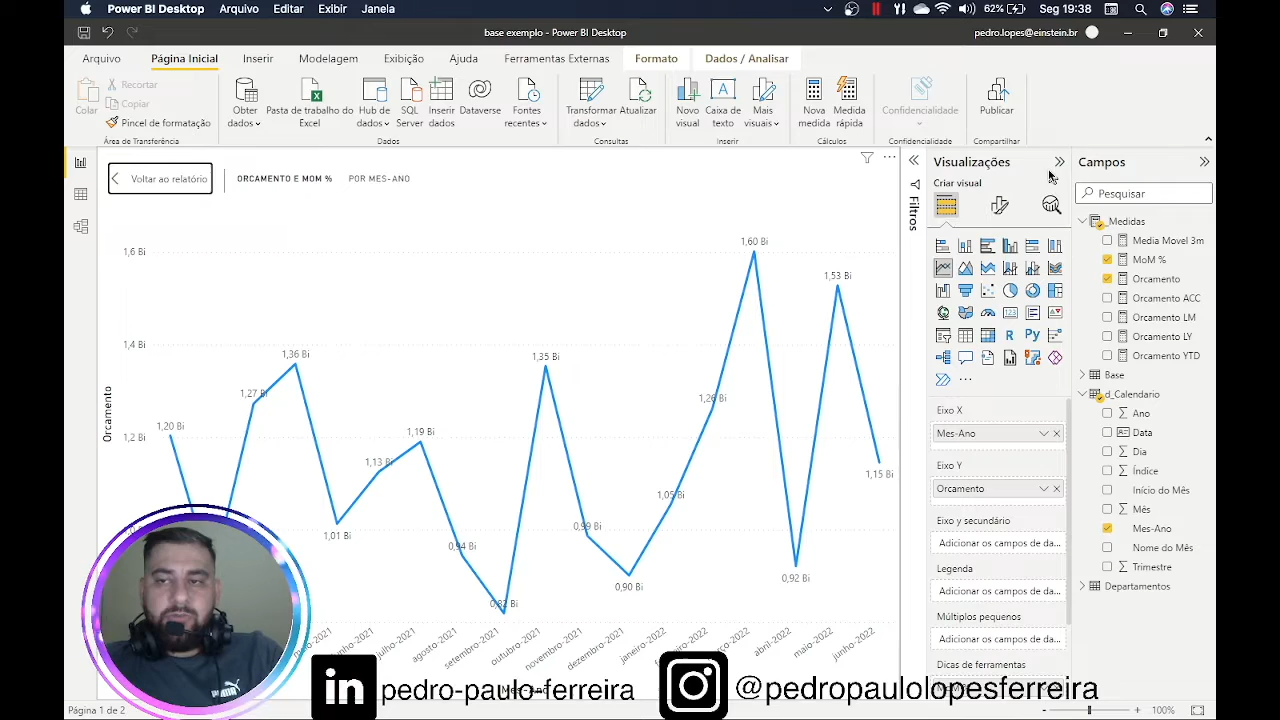 Power BI Desktop Arquivo Editar Exibir Janela 62% Seg 19:38
base exemplo - Power BI Desktop pedro.lopes@einstein.br
Arquivo Página Inicial Inserir Modelagem Exibição Ajuda Ferramentas Externas Formato Dados / Analisar
Colar
Recortar
Copiar
Pincel de formatação
Área de Transferência
Obter dados
Pasta de trabalho do Excel
Hub de dados
SQL Server
Inserir dados
Dataverse
Fontes recentes
Dados
Transformar dados
Atualizar
Consultas
Novo visual
Caixa de texto
Mais visuais
Inserir
Nova medida
Medida rápida
Cálculos
Confidencialidade
Confidencialidade
Publicar
Compartilhar
Voltar ao relatório
ORCAMENTO E MOM % POR MES-ANO
Orcamento
1,6 Bi
1,4 Bi
1,2 Bi
1,20 Bi
1,27 Bi
1,36 Bi
1,01 Bi
1,13 Bi
1,19 Bi
0,94 Bi
0,82 Bi
1,35 Bi
0,99 Bi
0,90 Bi
1,05 Bi
1,26 Bi
1,60 Bi
0,92 Bi
1,53 Bi
1,15 Bi
maio-2021
junho-2021
julho-2021
agosto-2021
setembro-2021
outubro-2021
novembro-2021
dezembro-2021
janeiro-2022
abril-2022
maio-2022
junho-2022
Mes-Ano
Filtros
Visualizações
Criar visual
R Py
123
Eixo X
Mes-Ano
Eixo Y
Orcamento
Eixo y secundário
Adicionar os campos de da...
Legenda
Adicionar os campos de da...
Múltiplos pequenos
Adicionar os campos de da...
Dicas de ferramentas
Campos
Pesquisar
_Medidas
Media Movel 3m
MoM %
Orcamento
Orcamento ACC
Orcamento LM
Orcamento LY
Orcamento YTD
Base
d_Calendario
Ano
Data
Dia
Índice
Início do Mês
Mês
Mes-Ano
Nome do Mês
Trimestre
Departamentos
PUMA
in pedro-paulo-ferreira
@pedropaulolopesferreira
Página 1 de 2
100%